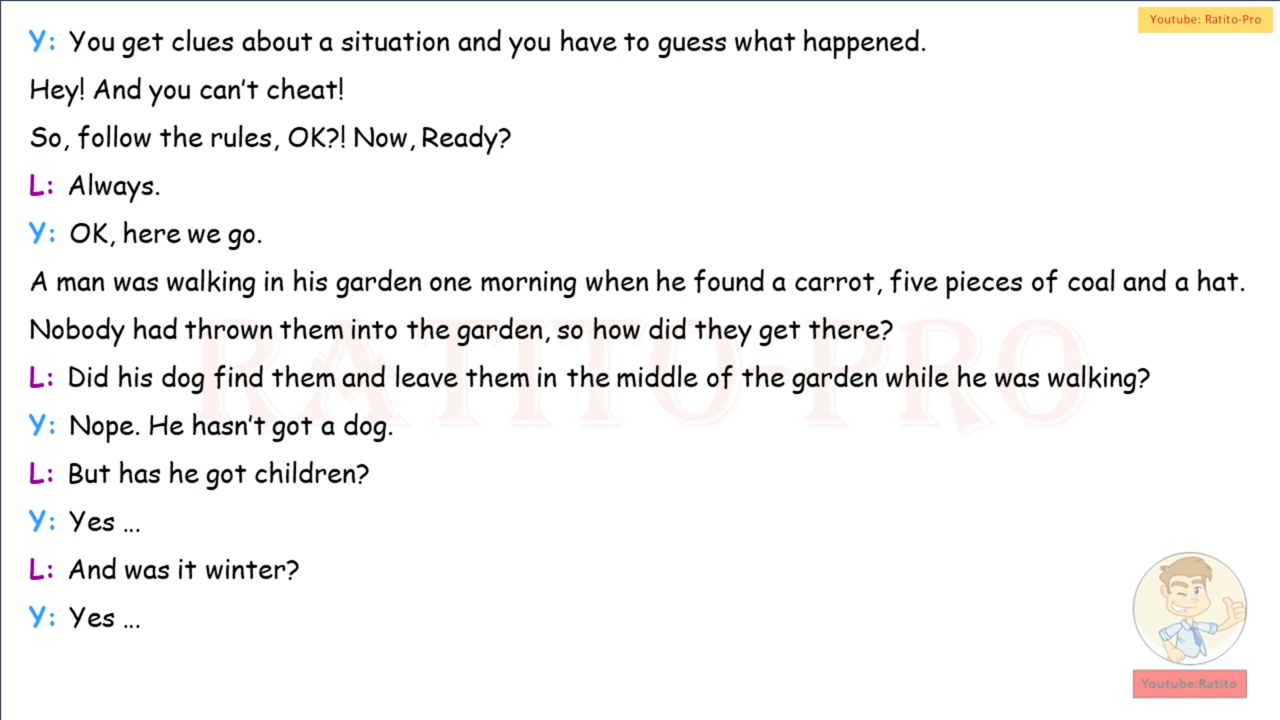 Youtube: Ratito-Pro
Y: You get clues about a situation and you have to guess what happened.
Hey! And you can't cheat!
So, follow the rules, OK?! Now, Ready?
L: Always.
Y: OK, here we go.
A man was walking in his garden one morning when he found a carrot, five pieces of coal and a hat.
Nobody had thrown them into the garden, so how did they get there?
L: Did his dog find them and leave them in the middle of the garden while he was walking?
RATITO-PRO
Y: Nope. He hasn't got a dog.
L: But has he got children?
Y: Yes ...
L: And was it winter?
Y: Yes ...
Youtube:Ratito